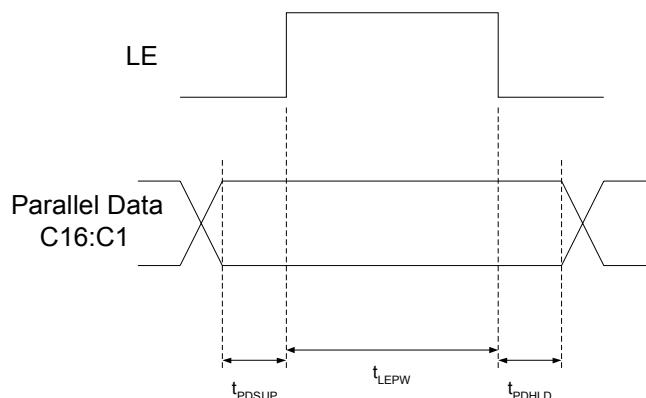 LE
Parallel Data
C16:C1
tPDSUP
tLEPW
tPDHLD